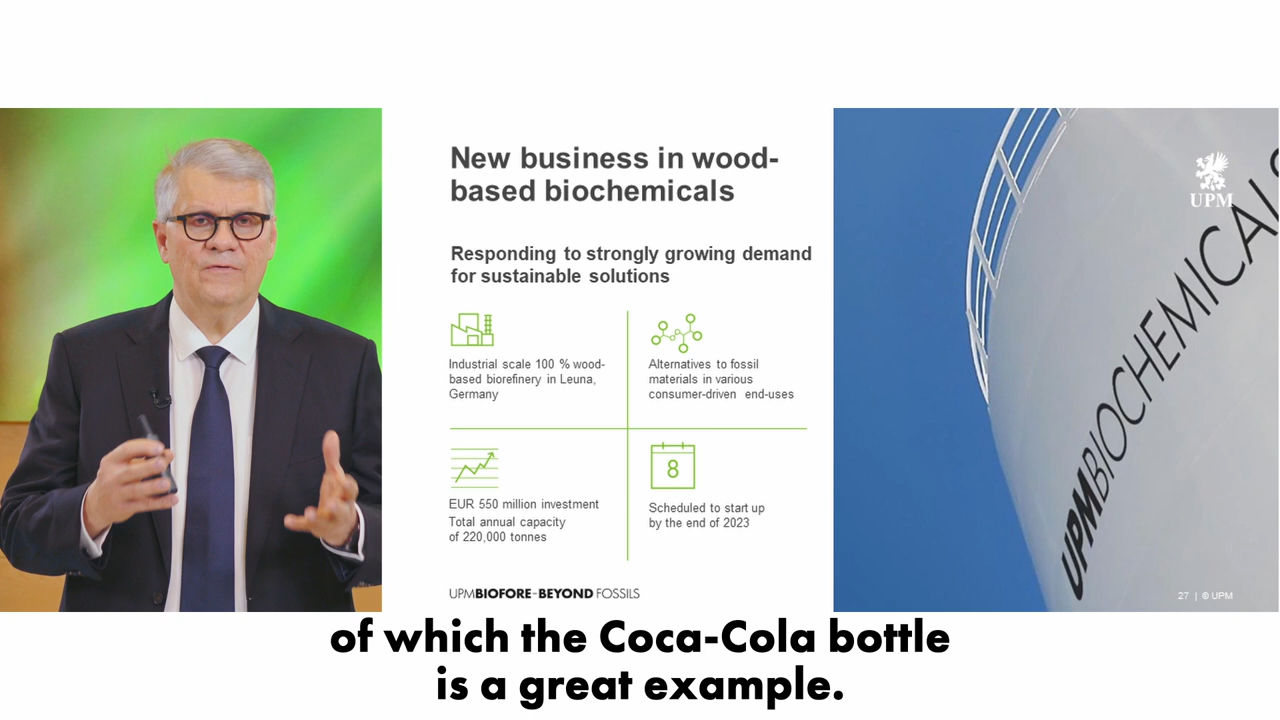 New business in wood-
based biochemicals
Responding to strongly growing demand
for sustainable solutions
Industrial scale 100 % wood-
based biorefinery in Leuna,
Germany
Alternatives to fossil
materials in various
consumer-driven end-uses
EUR 550 million investment
Total annual capacity
of 220,000 tonnes
8
Scheduled to start up
by the end of 2023
UPMBIOFORE-BEYOND FOSSILS
UPM
UPMBIOCHEMICALS
27 | © UPM
of which the Coca-Cola bottle
is a great example.